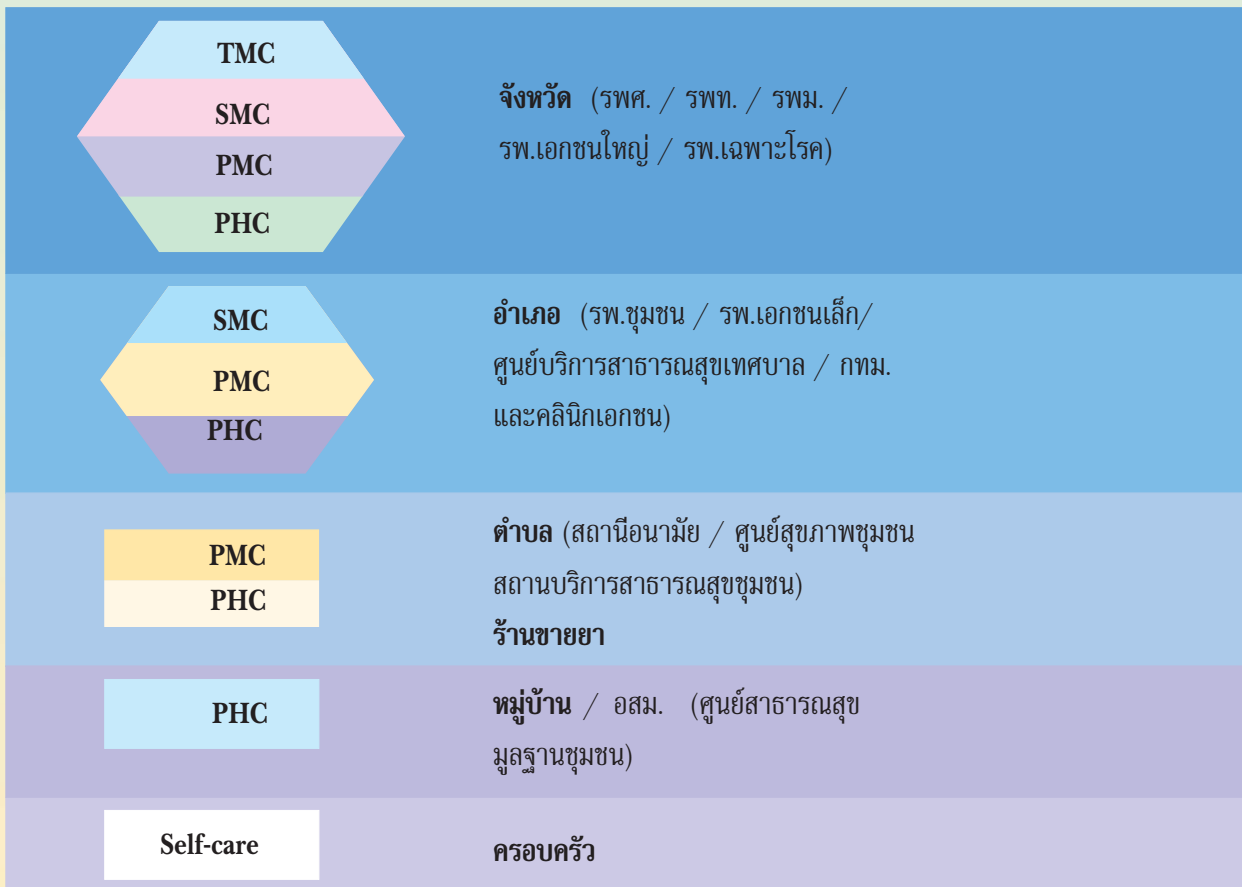 TMC
SMC
PMC
PHC
จังหวัด (รพศ. / รพท. / รพม. /
รพ.เอกชนใหญ่ / รพ.เฉพาะโรค)
SMC
PMC
PHC
อำเภอ (รพ.ชุมชน / รพ.เอกชนเล็ก/
ศูนย์บริการสาธารณสุขเทศบาล / กทม.
และคลินิกเอกชน)
PMC
PHC
ตำบล (สถานีอนามัย / ศูนย์สุขภาพชุมชน
สถานบริการสาธารณสุขชุมชน)
ร้านขายยา
PHC
หมู่บ้าน / อสม. (ศูนย์สาธารณสุข
มูลฐานชุมชน)
Self-care
ครอบครัว